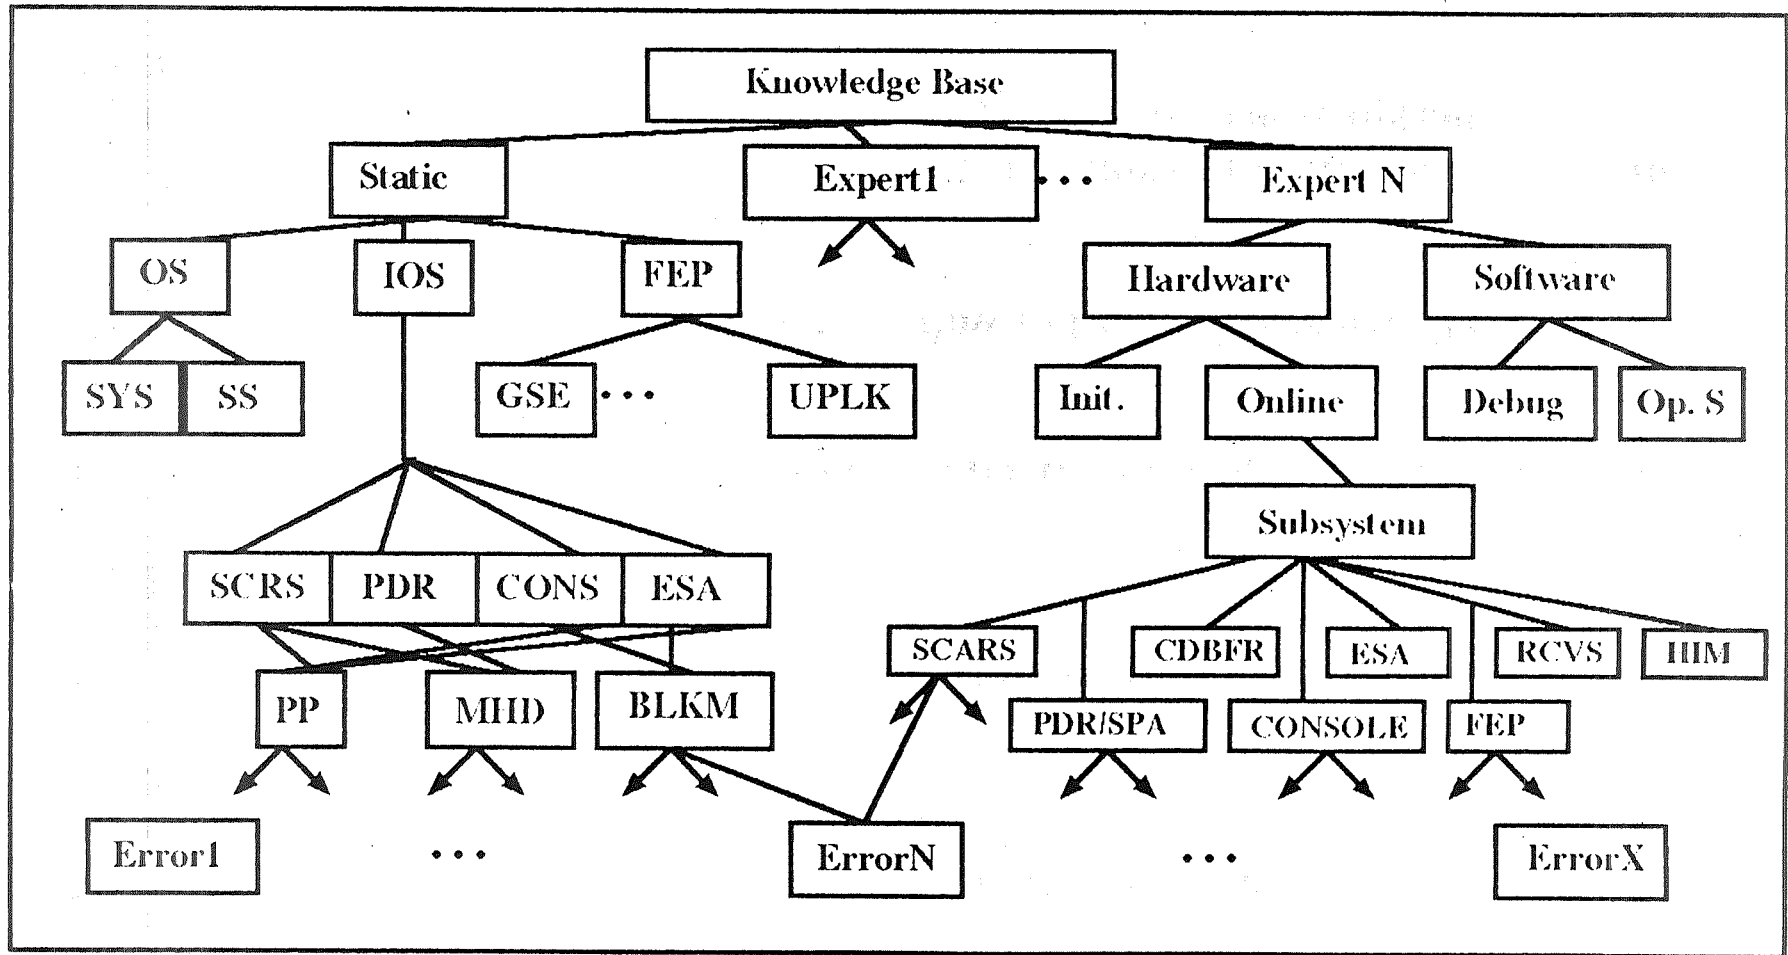 Knowledge Base
Static
Expert1
• • •
Expert N
OS
IOS
FEP
Hardware
Software
SYS
SS
GSE
• • •
UPLK
Init.
Online
Debug
Op. S
Subsystem
SCRS
PDR
CONS
ESA
SCARS
CDBFR
ESA
RCVS
HIM
PP
MHD
BLKM
PDR/SPA
CONSOLE
FEP
Error1
• • •
ErrorN
• • •
ErrorX